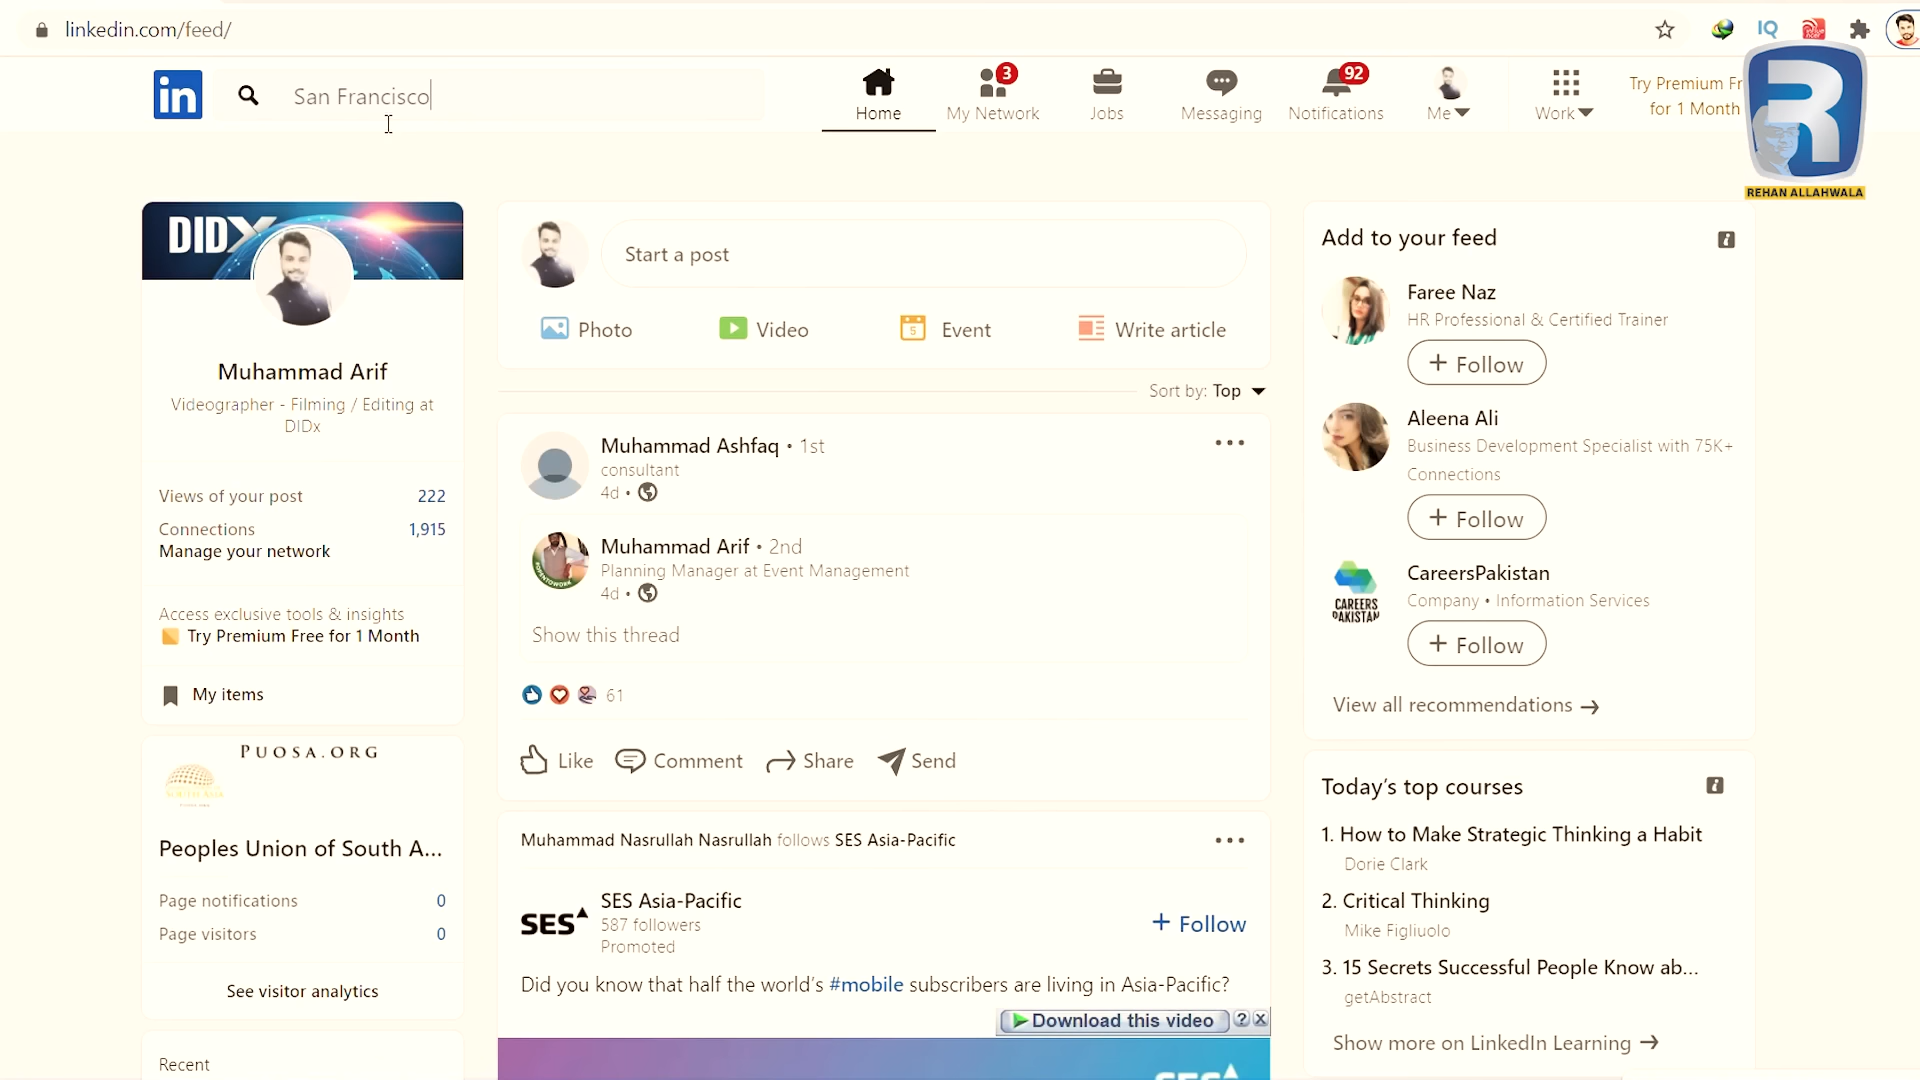 linkedin.com/feed/
IQ
in
San Francisco
Home
3
My Network
Jobs
Messaging
92
Notifications
Me
Work
Try Premium Fr
for 1 Month
R
REHAN ALLAHWALA
DIDX
Muhammad Arif
Videographer - Filming / Editing at
DIDx
Views of your post 222
Connections 1,915
Manage your network
Access exclusive tools & insights
Try Premium Free for 1 Month
My items
PUOSA.ORG
Peoples Union of South A...
Page notifications 0
Page visitors 0
See visitor analytics
Recent
Start a post
Photo
Video
5
Event
Write article
Sort by: Top
Muhammad Ashfaq • 1st
consultant
4d •
Muhammad Arif • 2nd
#OPENTOWORK
Planning Manager at Event Management
4d •
Show this thread
61
Like
Comment
Share
Send
Muhammad Nasrullah Nasrullah follows SES Asia-Pacific
SES
SES Asia-Pacific
587 followers
Promoted
+ Follow
Did you know that half the world's #mobile subscribers are living in Asia-Pacific?
Download this video ? X
SES
Add to your feed
Faree Naz
HR Professional & Certified Trainer
+ Follow
Aleena Ali
Business Development Specialist with 75K+
Connections
+ Follow
CAREERS
PAKISTAN
CareersPakistan
Company • Information Services
+ Follow
View all recommendations →
Today's top courses
1. How to Make Strategic Thinking a Habit
Dorie Clark
2. Critical Thinking
Mike Figliuolo
3. 15 Secrets Successful People Know ab...
getAbstract
Show more on LinkedIn Learning →